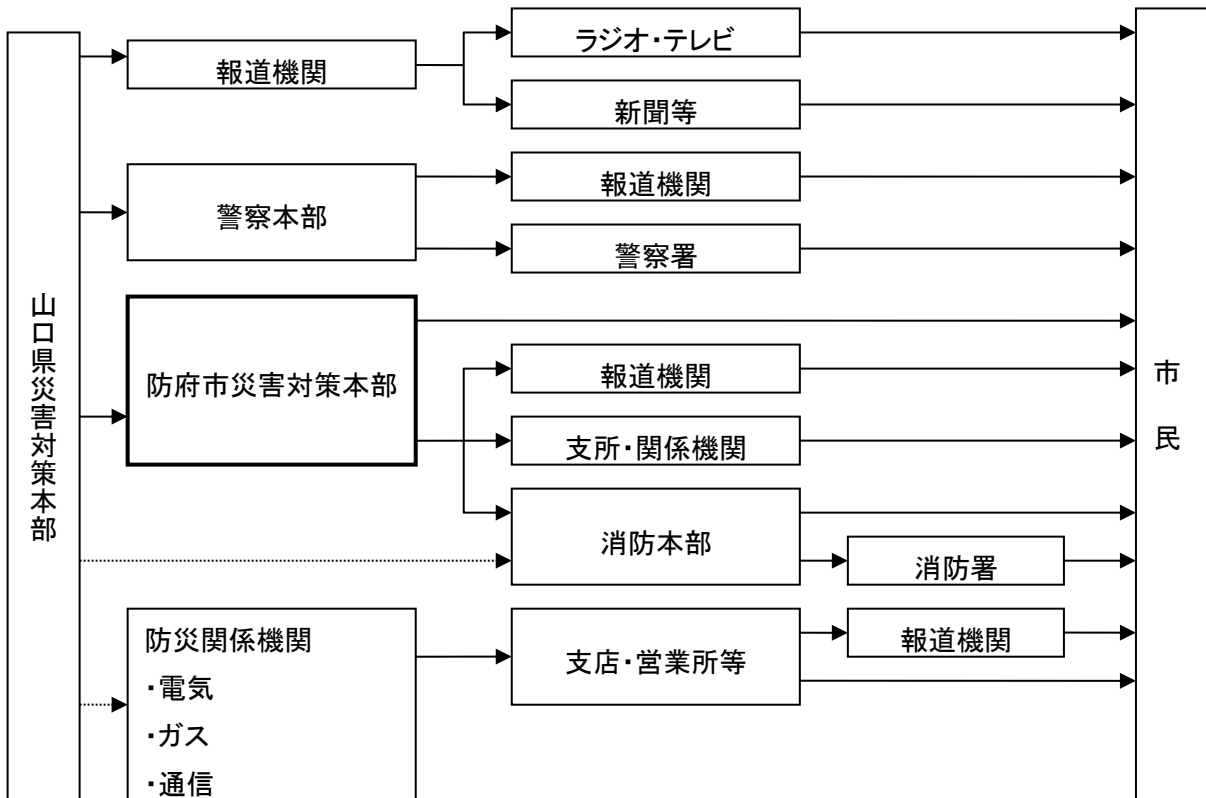 山口県災害対策本部
報道機関
ラジオ・テレビ
新聞等
警察本部
報道機関
警察署
防府市災害対策本部
報道機関
支所・関係機関
消防本部
消防署
防災関係機関
・電気
・ガス
・通信
支店・営業所等
報道機関
市民